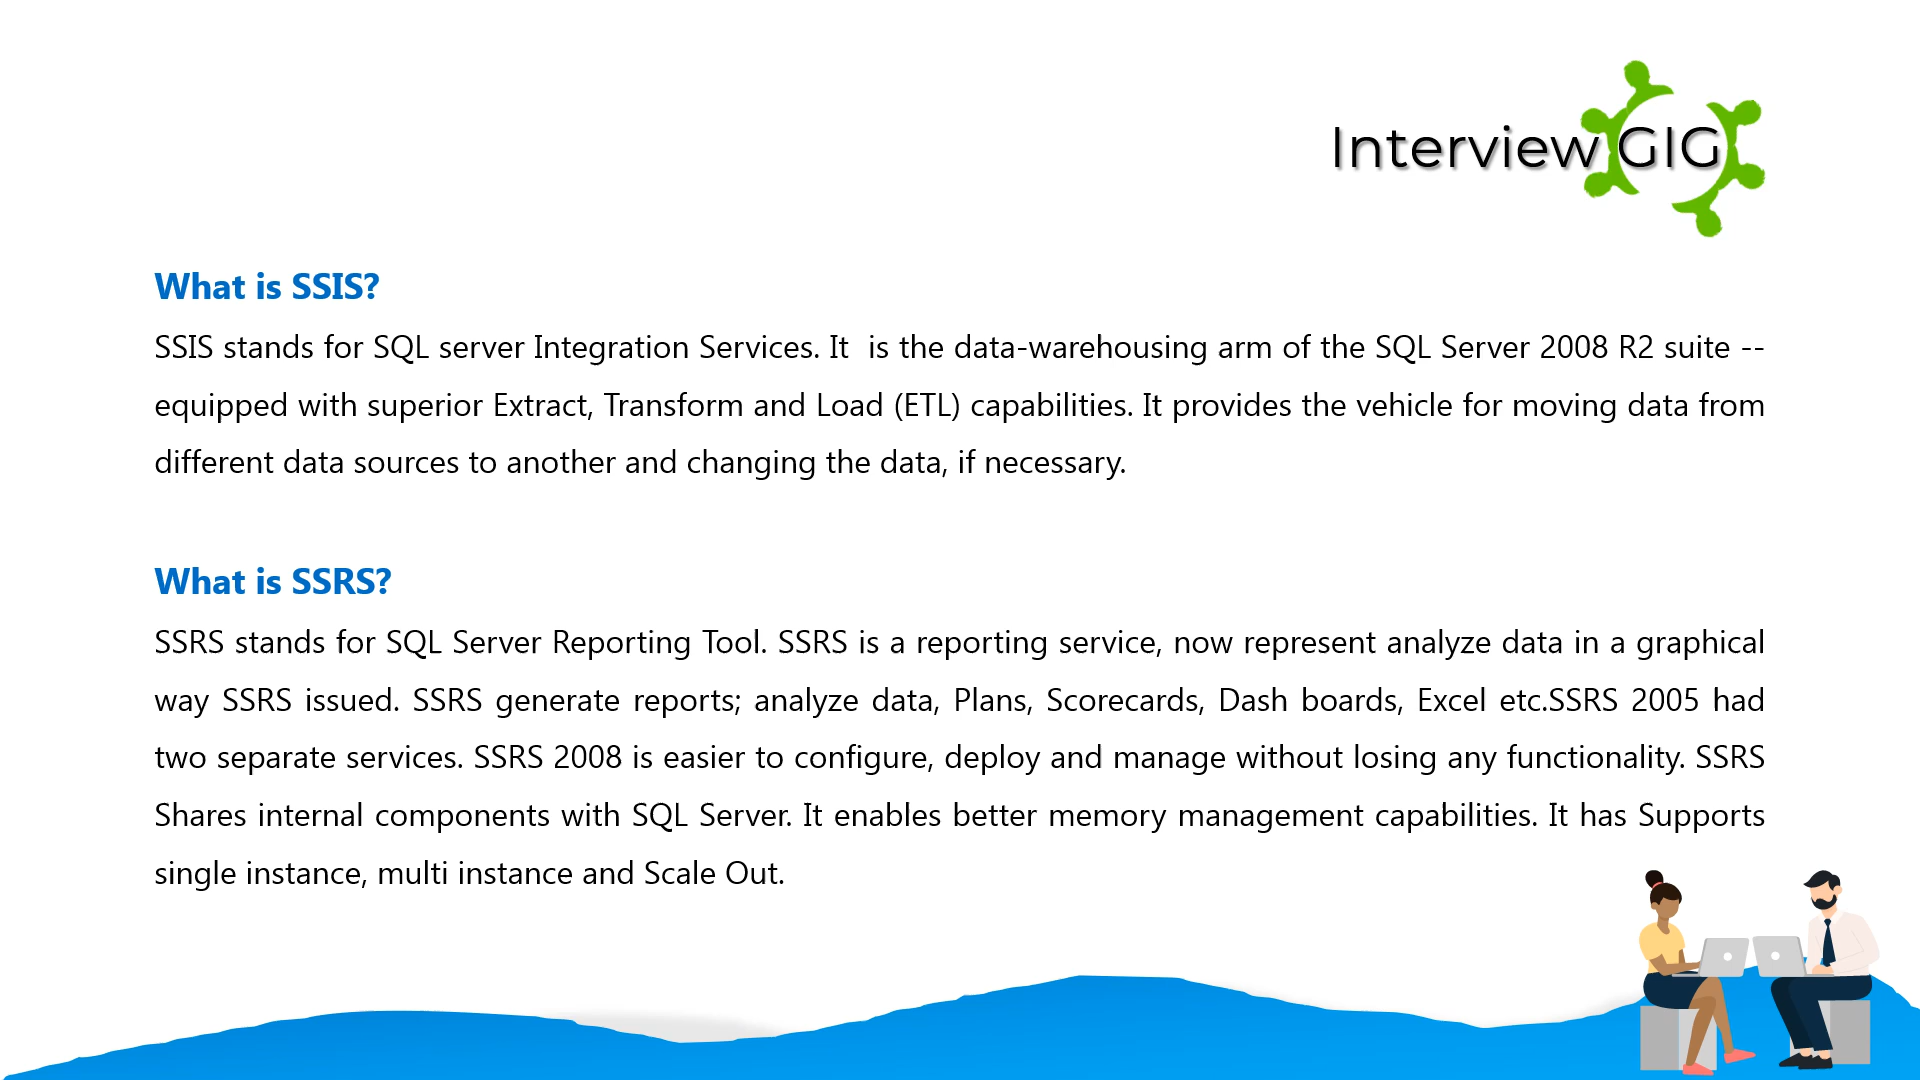 Interview GIG
What is SSIS?
SSIS stands for SQL server Integration Services. It  is the data-warehousing arm of the SQL Server 2008 R2 suite --
equipped with superior Extract, Transform and Load (ETL) capabilities. It provides the vehicle for moving data from
different data sources to another and changing the data, if necessary.
What is SSRS?
SSRS stands for SQL Server Reporting Tool. SSRS is a reporting service, now represent analyze data in a graphical
way SSRS issued. SSRS generate reports; analyze data, Plans, Scorecards, Dash boards, Excel etc.SSRS 2005 had
two separate services. SSRS 2008 is easier to configure, deploy and manage without losing any functionality. SSRS
Shares internal components with SQL Server. It enables better memory management capabilities. It has Supports
single instance, multi instance and Scale Out.